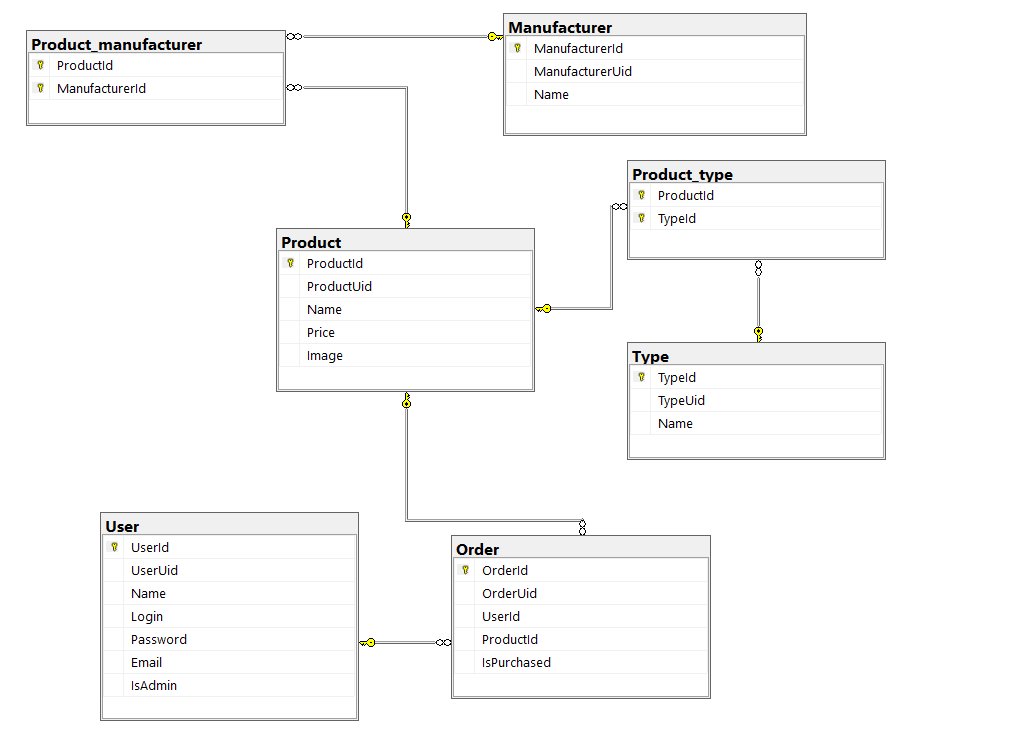 Product_manufacturer
ProductId
ManufacturerId
Manufacturer
ManufacturerId
ManufacturerUid
Name
Product_type
ProductId
TypeId
Product
ProductId
ProductUid
Name
Price
Image
Type
TypeId
TypeUid
Name
User
UserId
UserUid
Name
Login
Password
Email
IsAdmin
Order
OrderId
OrderUid
UserId
ProductId
IsPurchased